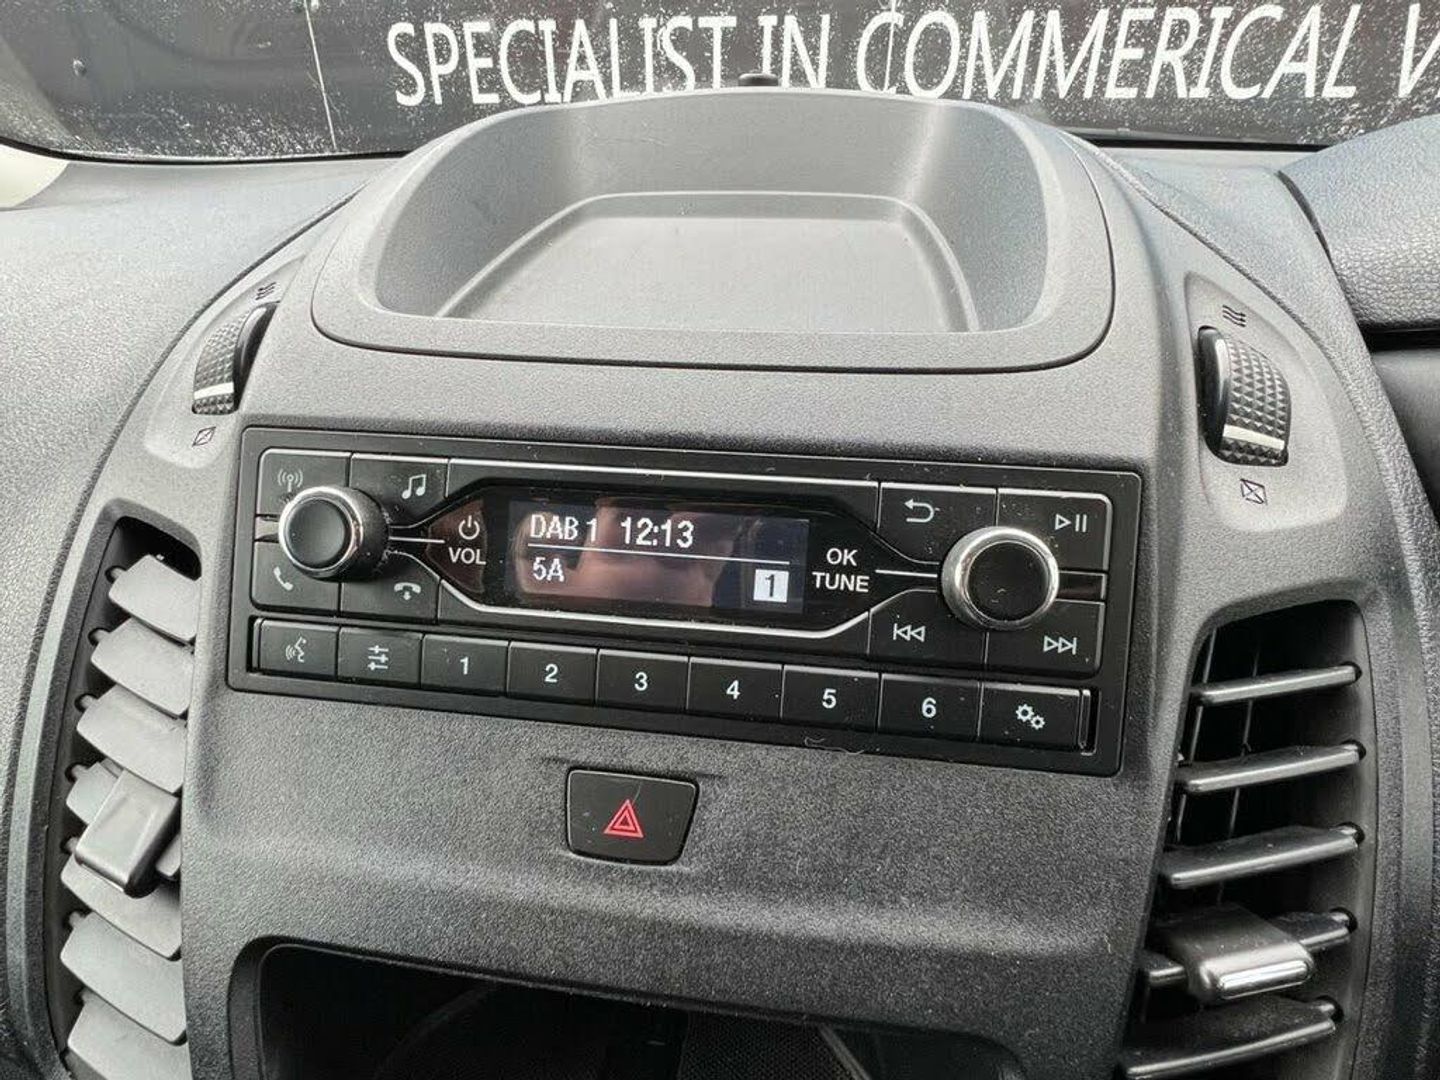 SPECIALIST IN COMMERICAL V
DAB 1 12:13
5A 1
VOL
OK
TUNE
1 2 3 4 5 6